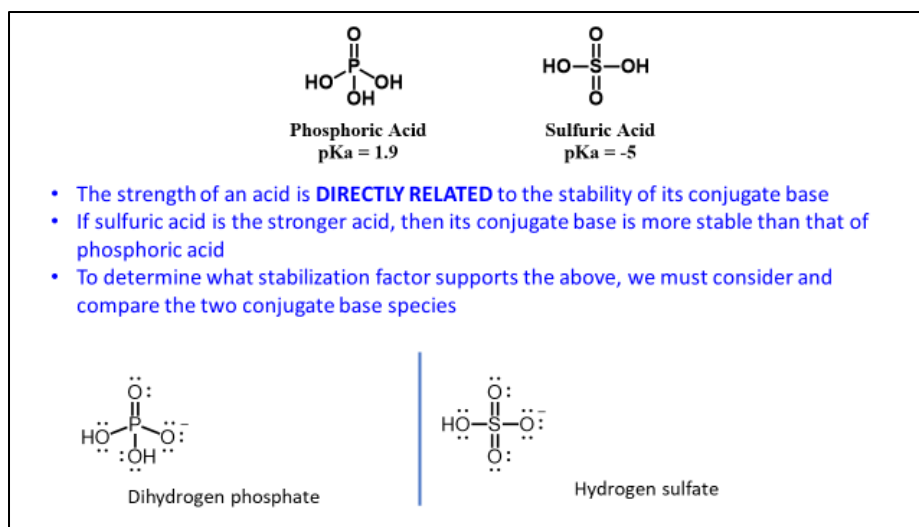 O
P
HO OH
OH
Phosphoric Acid
pKa = 1.9
O
HO–S–OH
O
Sulfuric Acid
pKa = -5
• The strength of an acid is DIRECTLY RELATED to the stability of its conjugate base
• If sulfuric acid is the stronger acid, then its conjugate base is more stable than that of
phosphoric acid
• To determine what stabilization factor supports the above, we must consider and
compare the two conjugate base species
O
P
HO O–
OH
Dihydrogen phosphate
O
HO–S–O–
O
Hydrogen sulfate